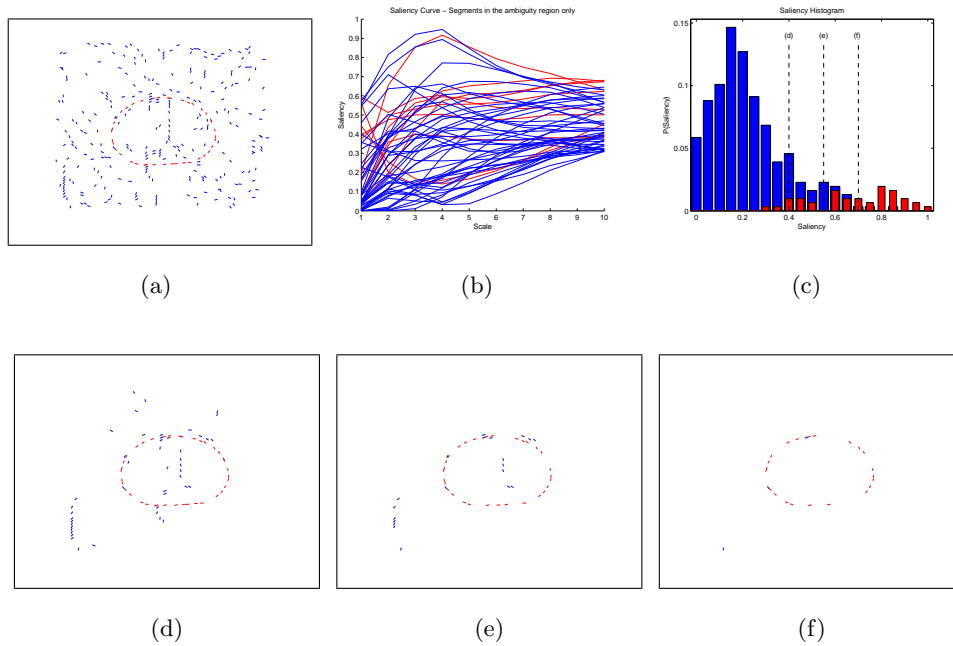 (a)
Saliency Curve – Segments in the ambiguity region only
Saliency
1
0.9
0.8
0.7
0.6
0.5
0.4
0.3
0.2
0.1
0
1 2 3 4 5 6 7 8 9 10
Scale
(b)
Saliency Histogram
P(Saliency)
0.15
0.1
0.05
0
(d) (e) (f)
0 0.2 0.4 0.6 0.8 1
Saliency
(c)
(d)
(e)
(f)